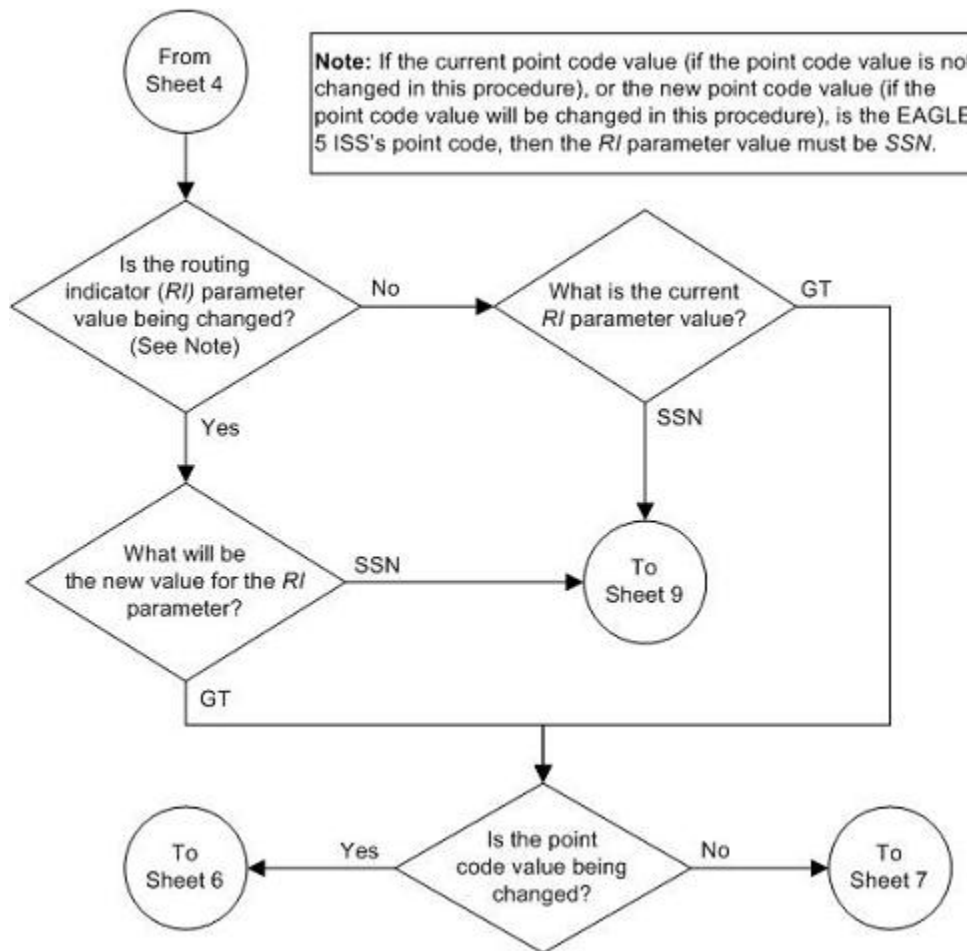 From
Sheet 4
Note: If the current point code value (if the point code value is not
changed in this procedure), or the new point code value (if the
point code value will be changed in this procedure), is the EAGLE
5 ISS's point code, then the RI parameter value must be SSN.
Is the routing
indicator (RI) parameter
value being changed?
(See Note)
No
What is the current
RI parameter value?
GT
Yes
SSN
What will be
the new value for the RI
parameter?
SSN
To
Sheet 9
GT
To
Sheet 6
Yes
Is the point
code value being
changed?
No
To
Sheet 7